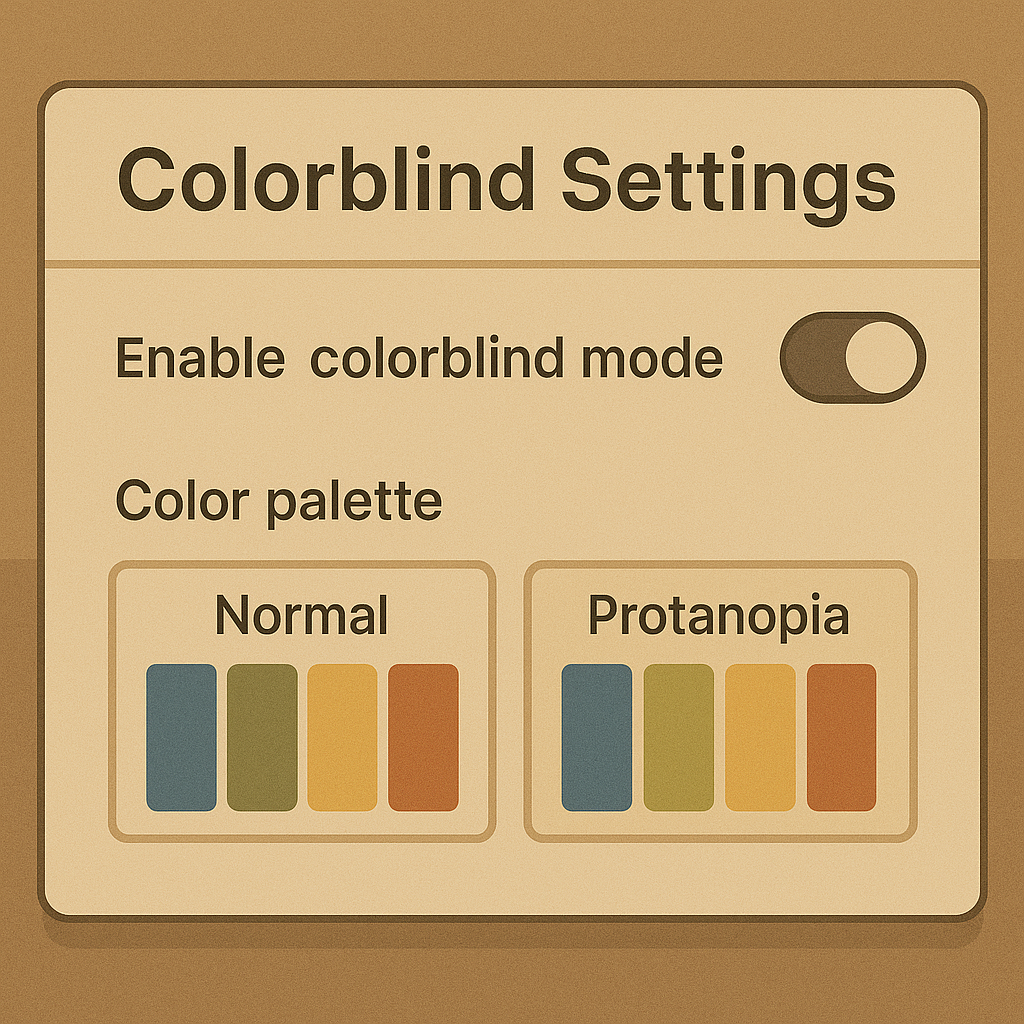 Colorblind Settings
Enable colorblind mode
Color palette
Normal
Protanopia